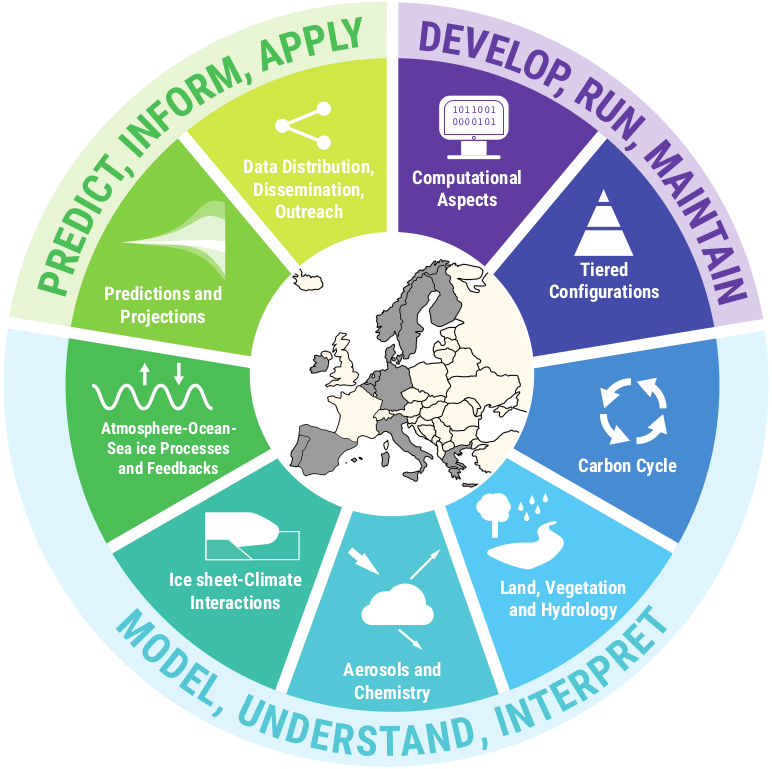 PREDICT, INFORM, APPLY
DEVELOP, RUN, MAINTAIN
1011001
0000101
Computational
Aspects
Tiered
Configurations
Carbon Cycle
Land, Vegetation
and Hydrology
Aerosols and
Chemistry
Ice sheet-Climate
Interactions
Atmosphere-Ocean-
Sea ice Processes
and Feedbacks
Predictions and
Projections
Data Distribution,
Dissemination,
Outreach
MODEL, UNDERSTAND, INTERPRET